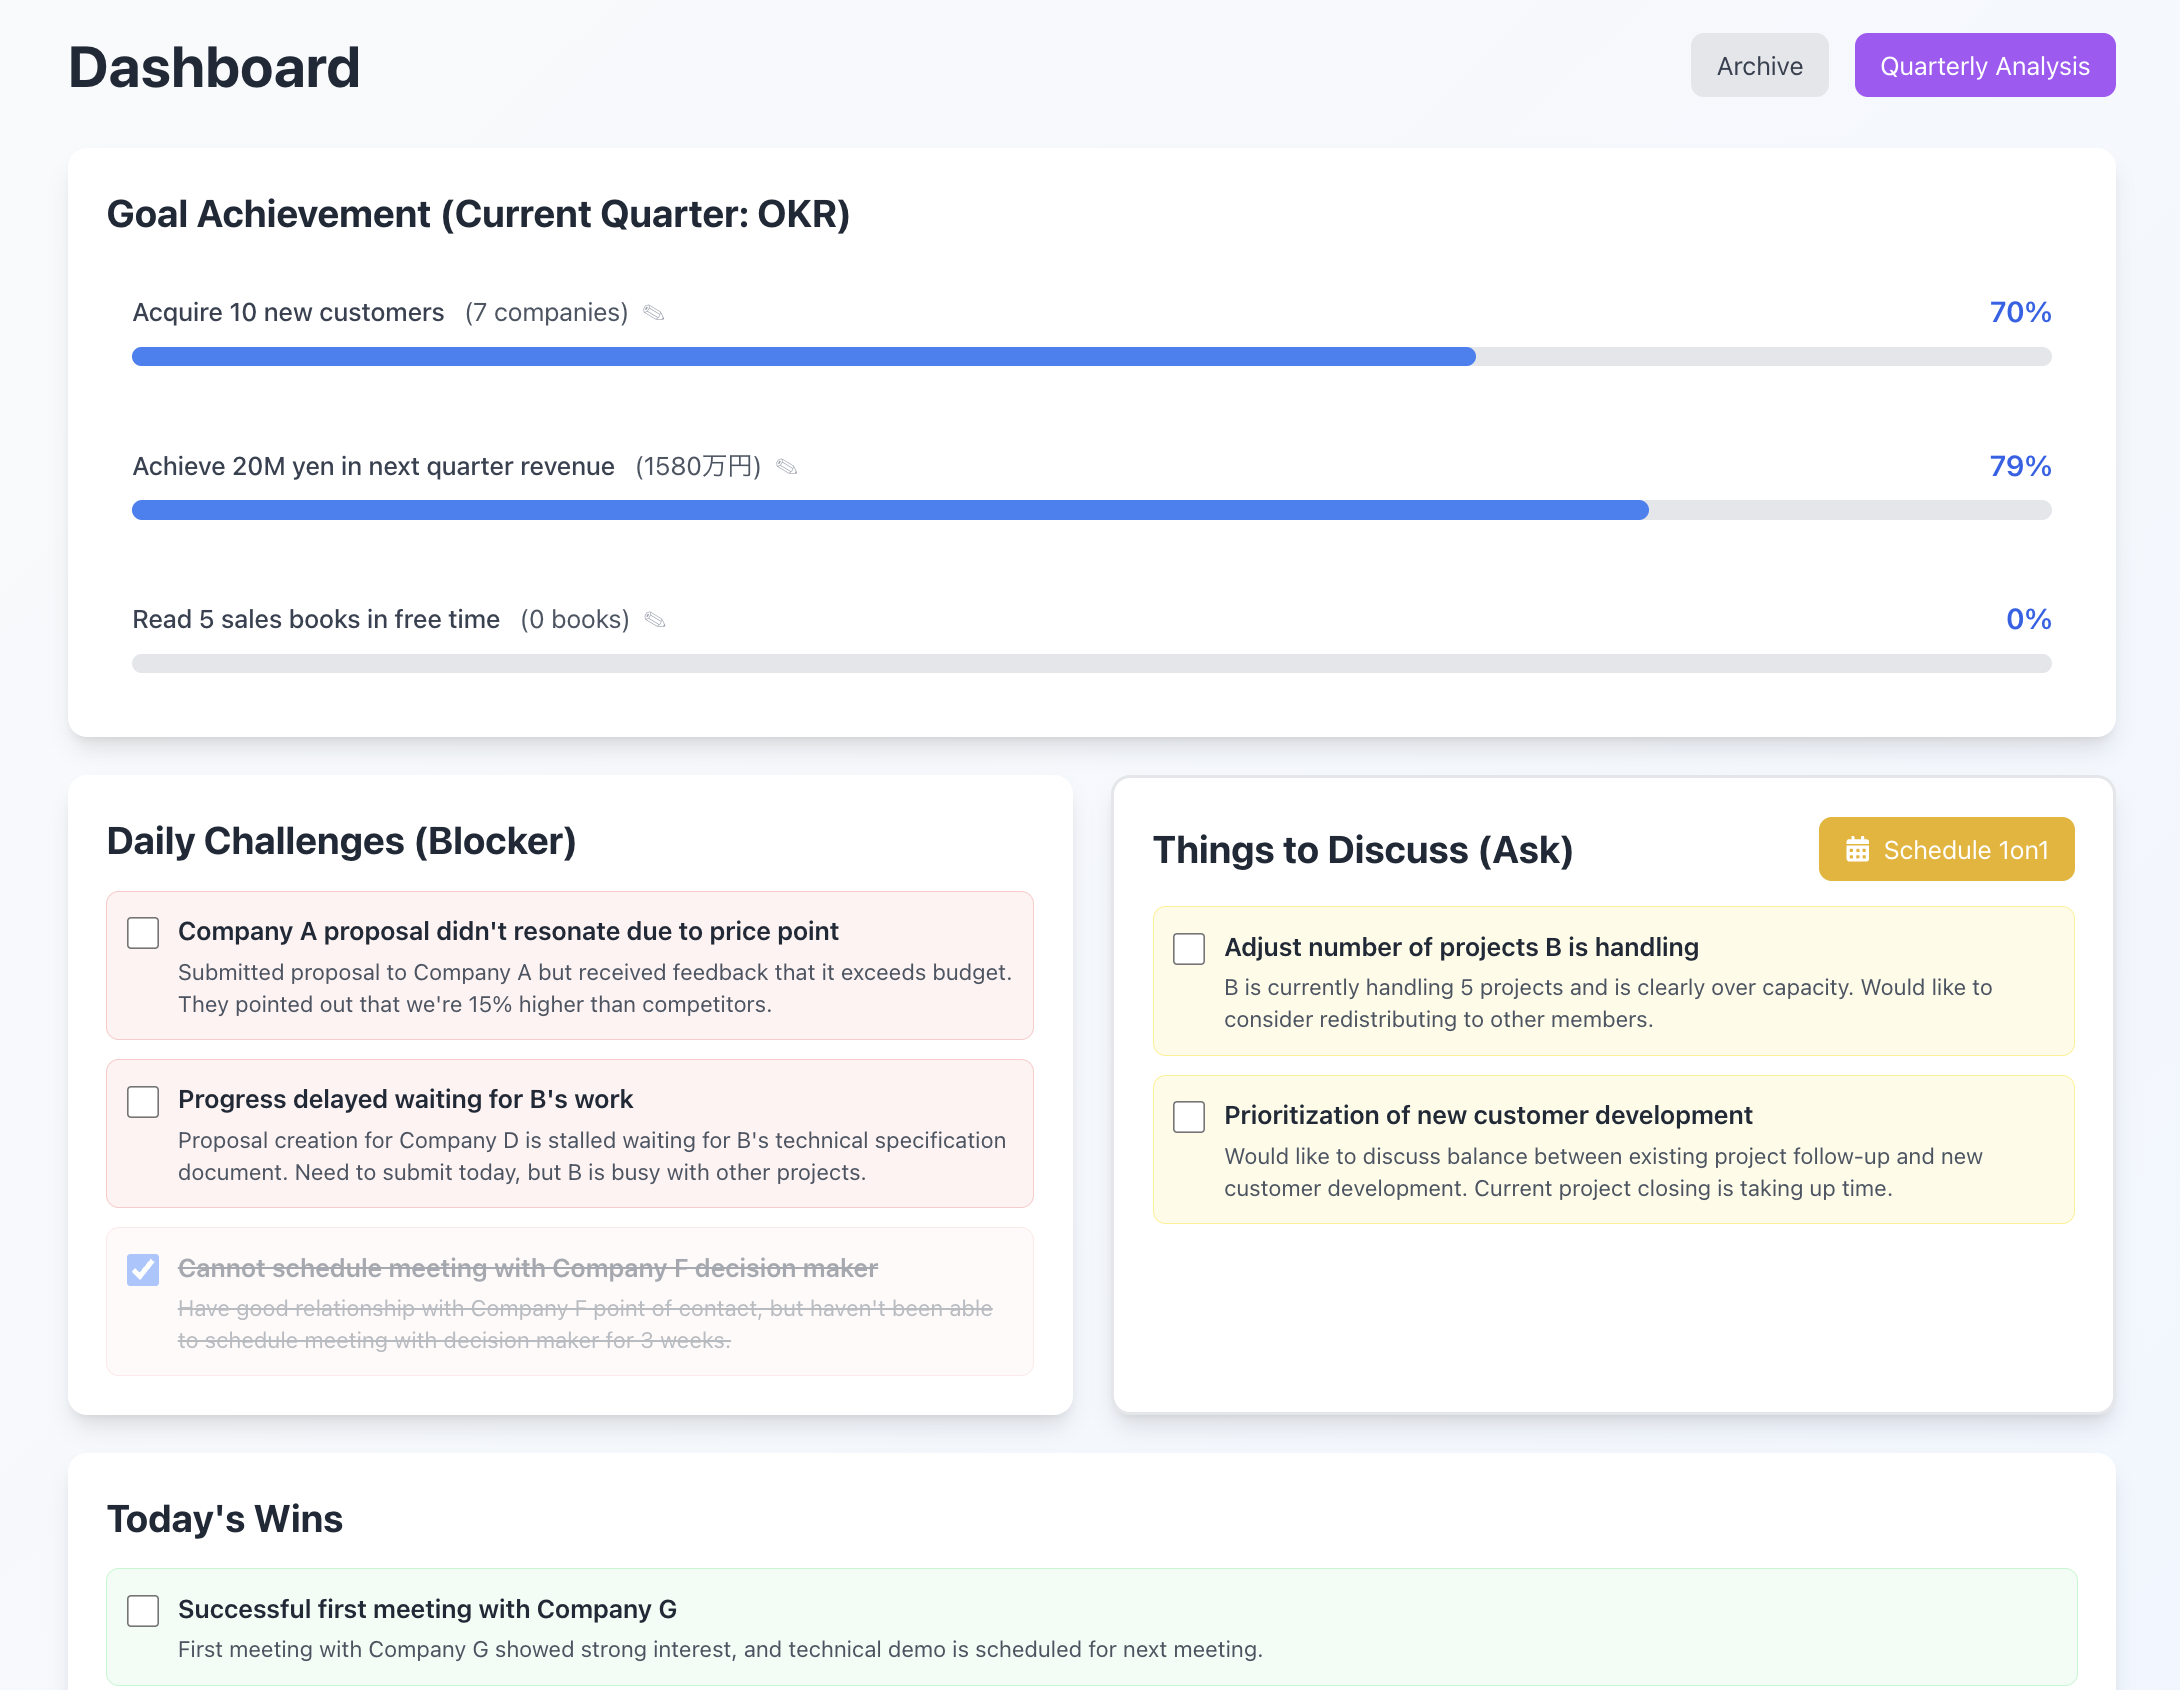 Dashboard
Archive
Quarterly Analysis
Goal Achievement (Current Quarter: OKR)
Acquire 10 new customers (7 companies) ✎
70%
Achieve 20M yen in next quarter revenue (1580万円) ✎
79%
Read 5 sales books in free time (0 books) ✎
0%
Daily Challenges (Blocker)
Company A proposal didn't resonate due to price point
Submitted proposal to Company A but received feedback that it exceeds budget.
They pointed out that we're 15% higher than competitors.
Progress delayed waiting for B's work
Proposal creation for Company D is stalled waiting for B's technical specification
document. Need to submit today, but B is busy with other projects.
Cannot schedule meeting with Company F decision maker
Have good relationship with Company F point of contact, but haven't been able
to schedule meeting with decision maker for 3 weeks.
Things to Discuss (Ask)
Schedule 1on1
Adjust number of projects B is handling
B is currently handling 5 projects and is clearly over capacity. Would like to
consider redistributing to other members.
Prioritization of new customer development
Would like to discuss balance between existing project follow-up and new
customer development. Current project closing is taking up time.
Today's Wins
Successful first meeting with Company G
First meeting with Company G showed strong interest, and technical demo is scheduled for next meeting.